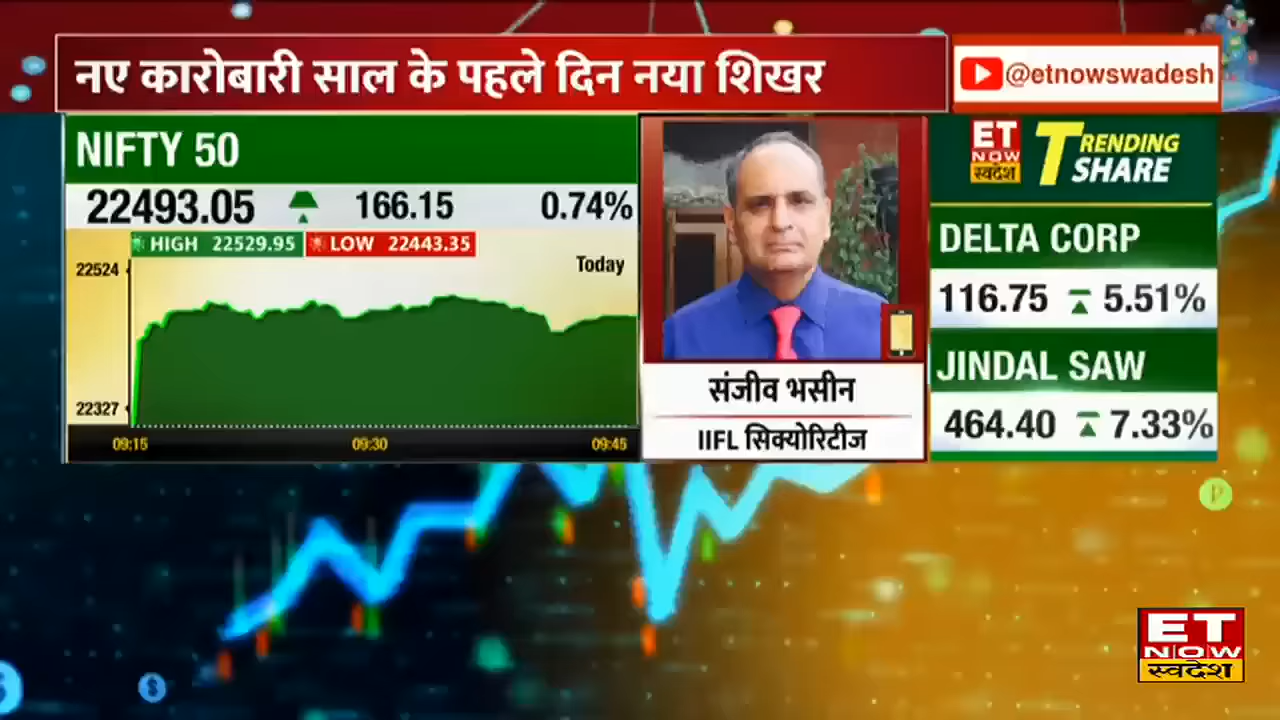 नए कारोबारी साल के पहले दिन नया शिखर
@etnowswadesh
NIFTY 50
22493.05 166.15 0.74%
HIGH 22529.95 LOW 22443.35
Today
22524
22327
09:15 09:30 09:45
संजीव भसीन
IIFL सिक्योरिटीज
ET NOW स्वदेश
TRENDING SHARE
DELTA CORP
116.75 5.51%
JINDAL SAW
464.40 7.33%
ET
NOW
स्वदेश